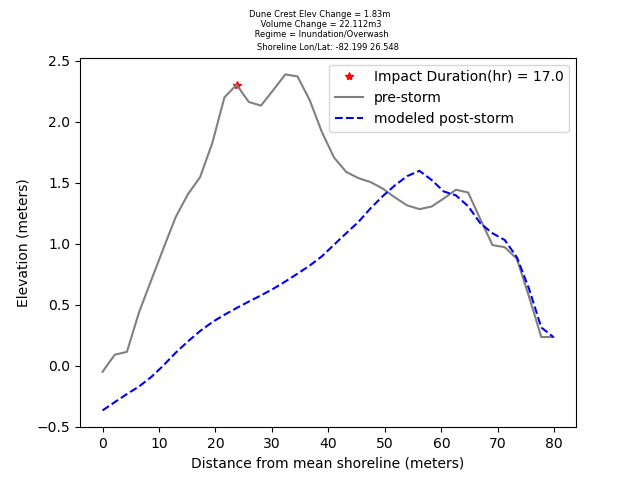 Dune Crest Elev Change = 1.83m
Volume Change = 22.112m3
Regime = Inundation/Overwash
Shoreline Lon/Lat: -82.199 26.548
Impact Duration(hr) = 17.0
pre-storm
modeled post-storm
Elevation (meters)
2.5
2.0
1.5
1.0
0.5
0.0
−0.5
0 10 20 30 40 50 60 70 80
Distance from mean shoreline (meters)